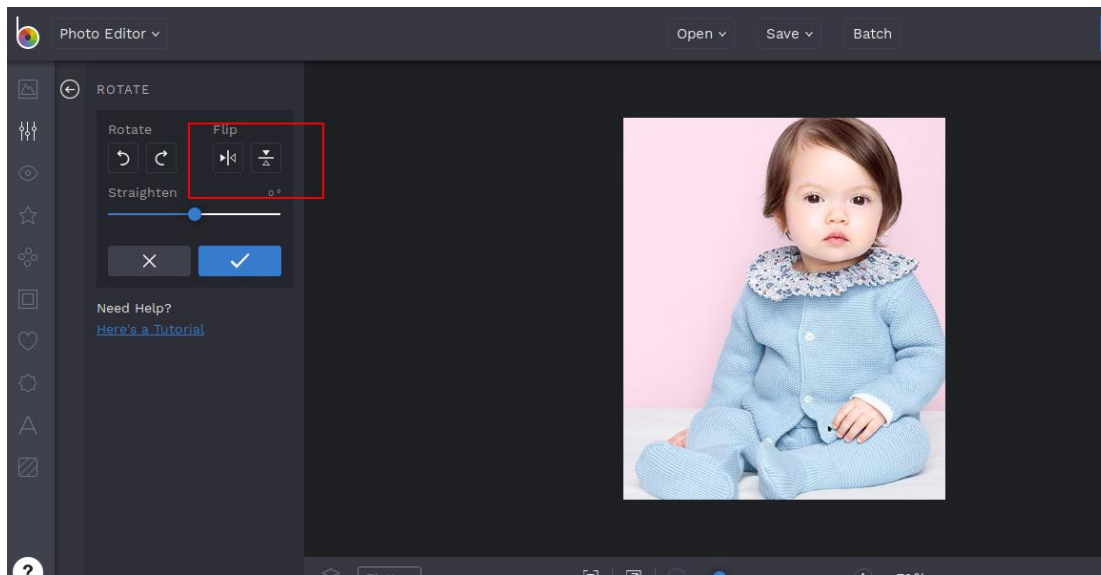 Photo Editor
Open
Save
Batch
ROTATE
Rotate
Flip
Straighten
0°
Need Help?
Here's a Tutorial
?